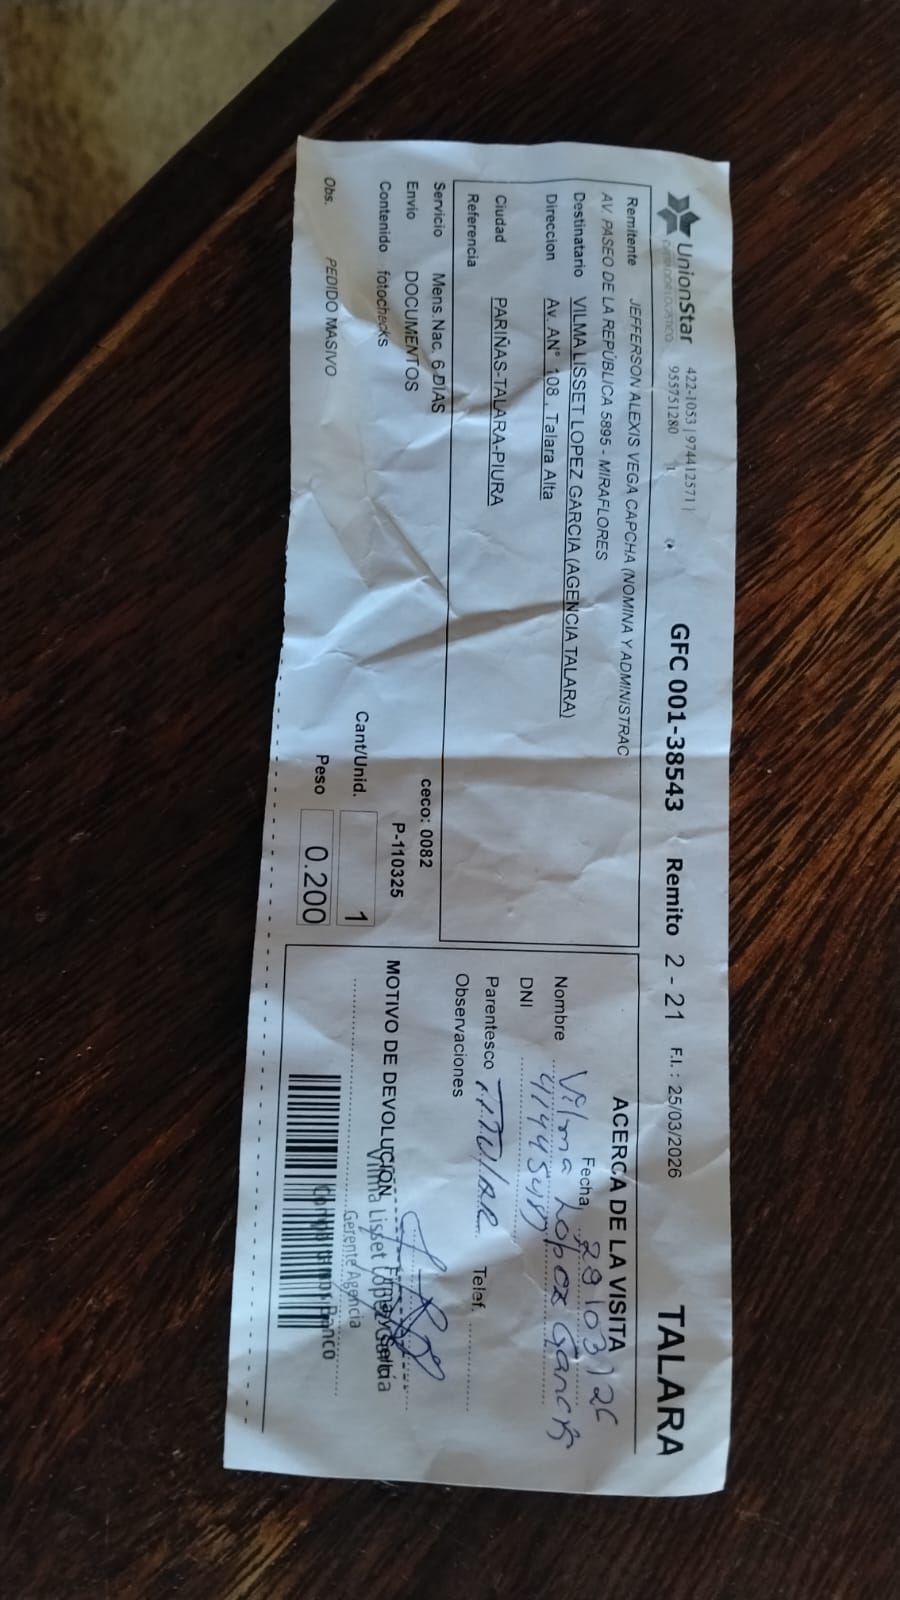 UnionStar
422-1053 | 974412571 |
955751280
GFC 001-38543 Remito 2 - 21 F.I.: 25/03/2026 TALARA
Remitente JEFFERSON ALEXIS VEGA CAPCHA (NOMINA Y ADMINISTRAC
AV. PASEO DE LA REPÚBLICA 5895 - MIRAFLORES
Destinatario VILMA LISSET LOPEZ GARCIA (AGENCIA TALARA)
Direccion Av. AN° 108 , Talara Alta
Ciudad PARIÑAS-TALARA-PIURA
Referencia
Servicio Mens.Nac. 6 DÍAS
Envío DOCUMENTOS
Contenido fotochecks
Obs. PEDIDO MASIVO
ceco: 0082
P-110325
Cant/Unid. 1
Peso 0.200
ACERCA DE LA VISITA
Fecha 28/03/26
Nombre Vilma Lopez Garcia
DNI
Parentesco TITULAR Telef.
Observaciones
MOTIVO DE DEVOLUCIÓN
Vilma Lisset Lopez Garcia
Gerente Agencia
Banco